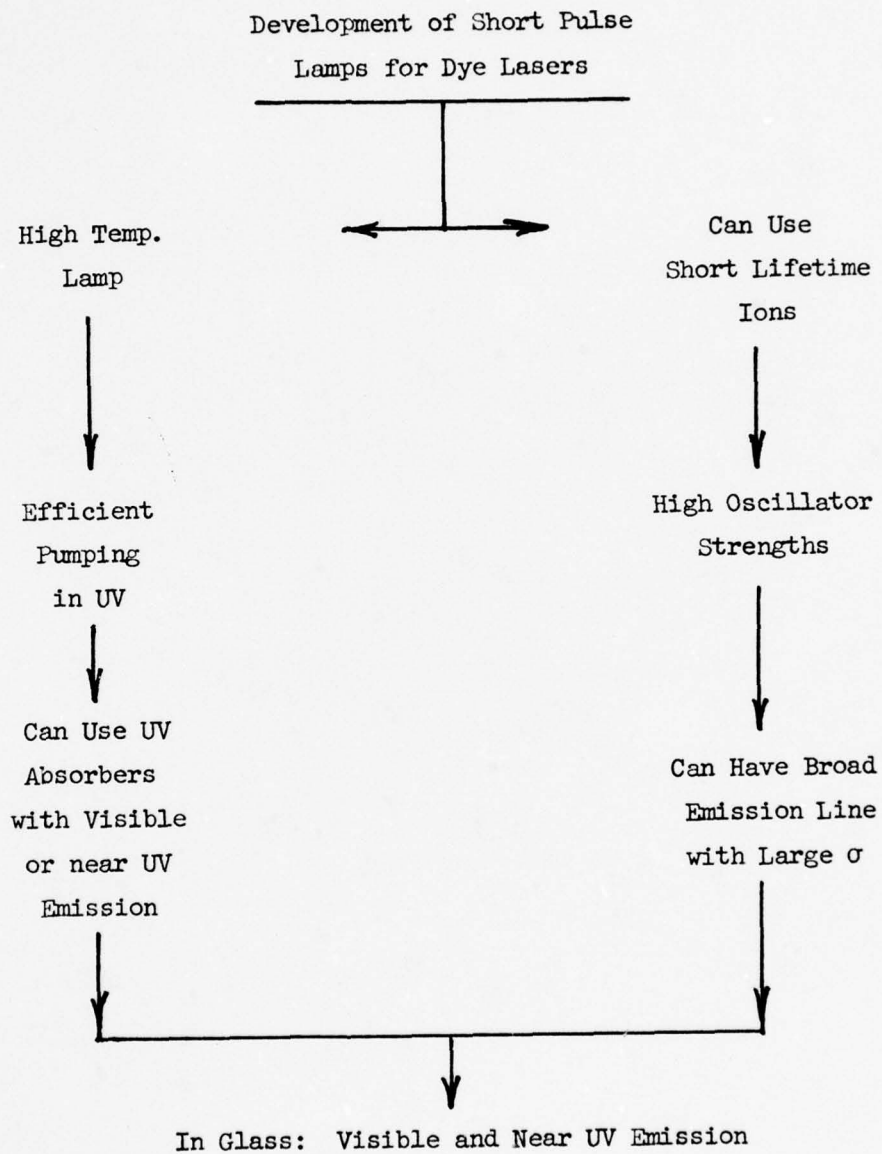 Development of Short Pulse
Lamps for Dye Lasers
High Temp.
Lamp
Efficient
Pumping
in UV
Can Use UV
Absorbers
with Visible
or near UV
Emission
Can Use
Short Lifetime
Ions
High Oscillator
Strengths
Can Have Broad
Emission Line
with Large σ
In Glass: Visible and Near UV Emission